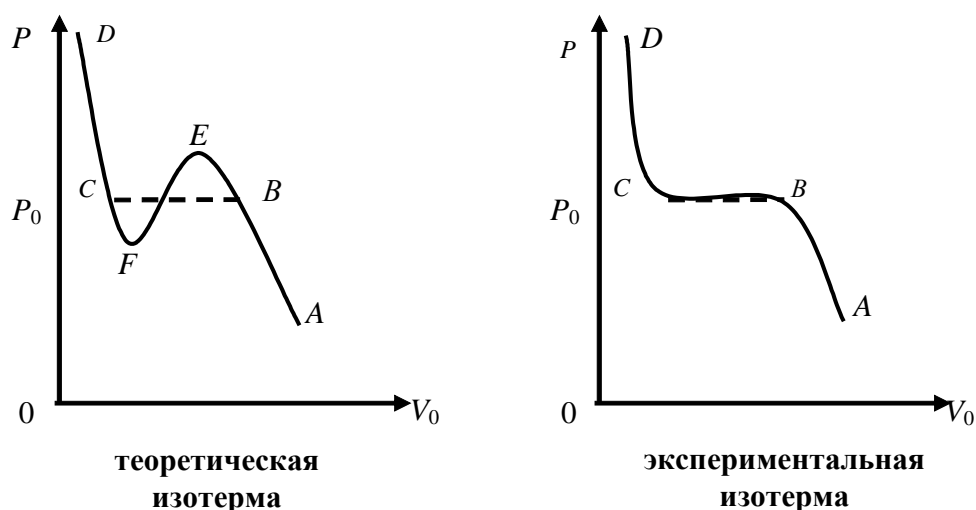 P
D
E
C
B
P₀
F
A
0
V₀
теоретическая
изотерма
P
D
C
B
P₀
A
0
V₀
экспериментальная
изотерма